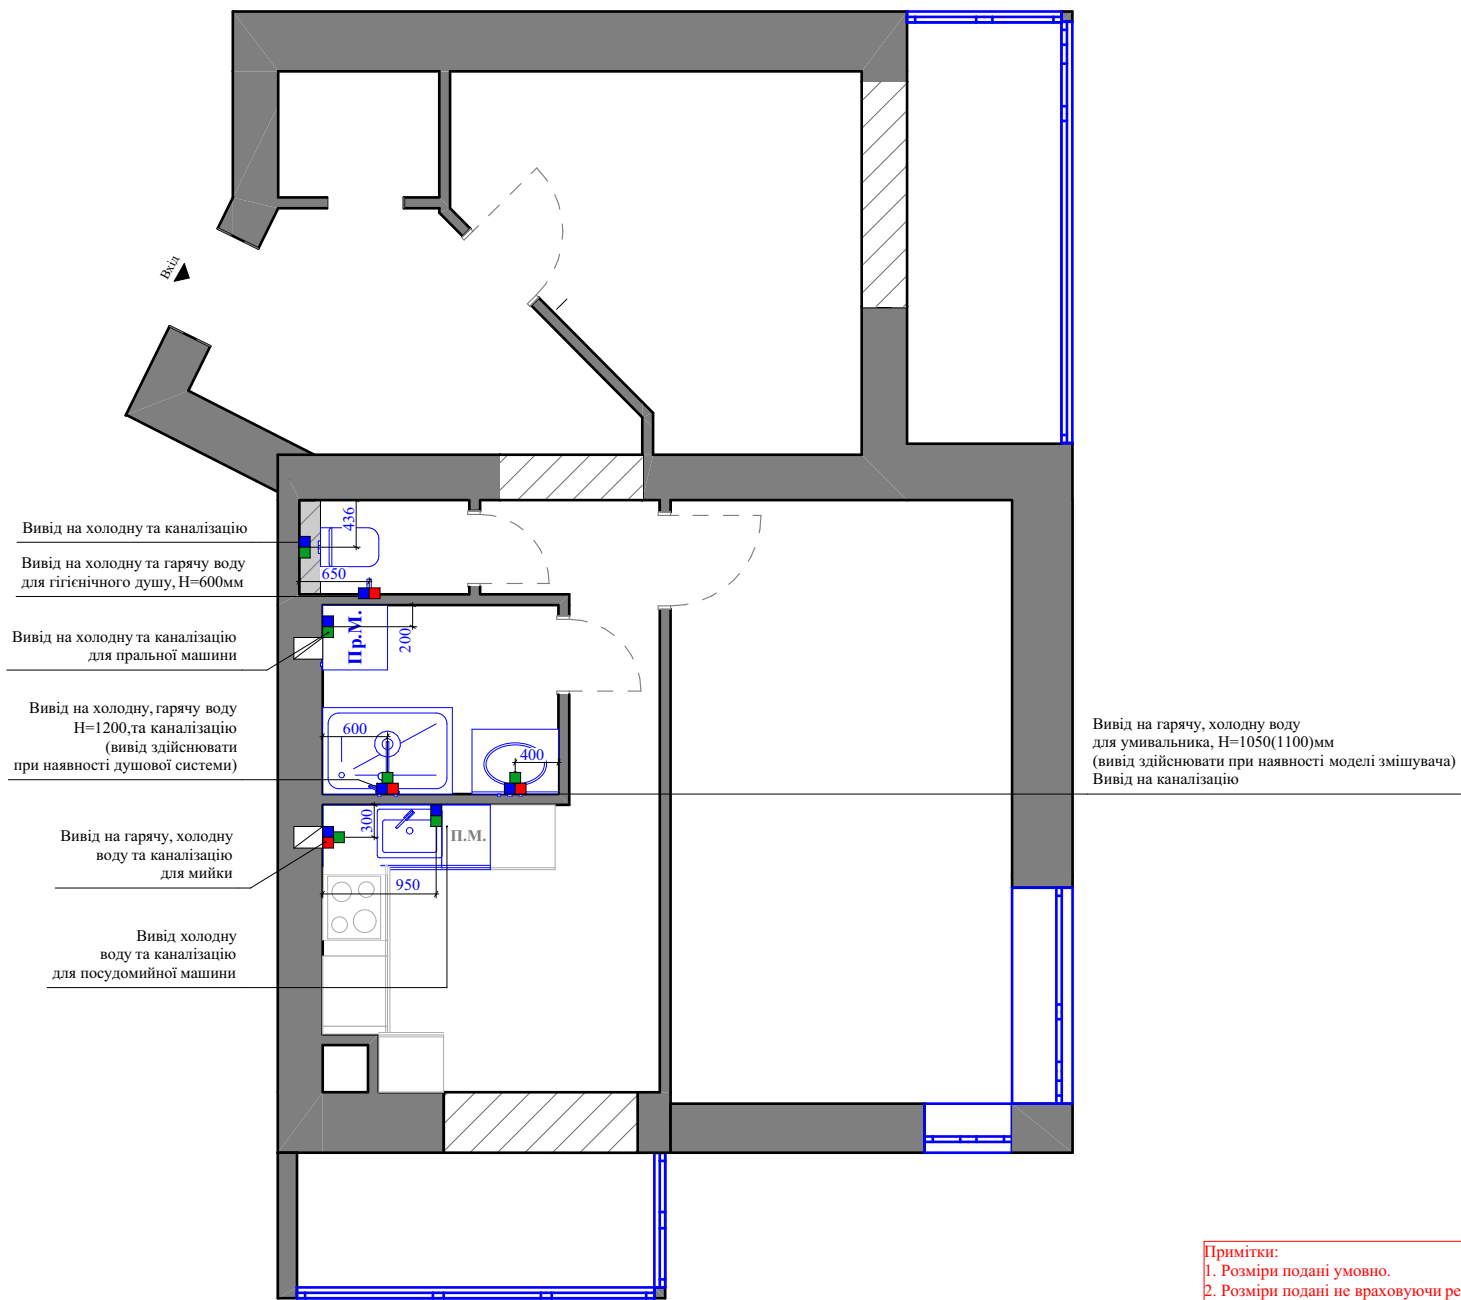 Вхід
Вивід на холодну та каналізацію
436
Вивід на холодну та гарячу воду
для гігієнічного душу, H=600мм
650
Вивід на холодну та каналізацію
для пральної машини
Пр.М.
200
Вивід на холодну, гарячу воду
H=1200,та каналізацію
(вивід здійснювати
при наявності душової системи)
600
400
Вивід на гарячу, холодну воду
для умивальника, H=1050(1100)мм
(вивід здійснювати при наявності моделі змішувача)
Вивід на каналізацію
Вивід на гарячу, холодну
воду та каналізацію
для мийки
300
П.М.
950
Вивід холодну
воду та каналізацію
для посудомийної машини
Примітки:
1. Розміри подані умовно.
2. Розміри подані не враховуючи ре